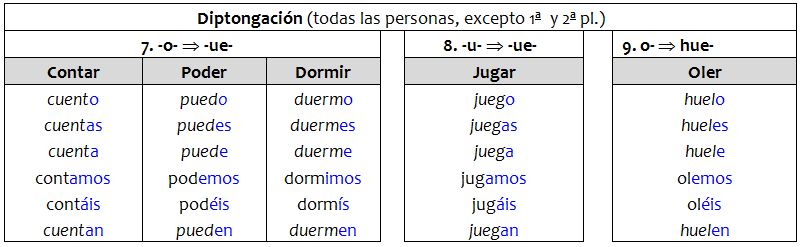 Diptongación (todas las personas, excepto 1ª y 2ª pl.)
7. -o- ⇒ -ue- 8. -u- ⇒ -ue- 9. o- ⇒ hue-
Contar Poder Dormir Jugar Oler
cuento puedo duermo juego huelo
cuentas puedes duermes juegas hueles
cuenta puede duerme juega huele
contamos podemos dormimos jugamos olemos
contáis podéis dormís jugáis oléis
cuentan pueden duermen juegan huelen